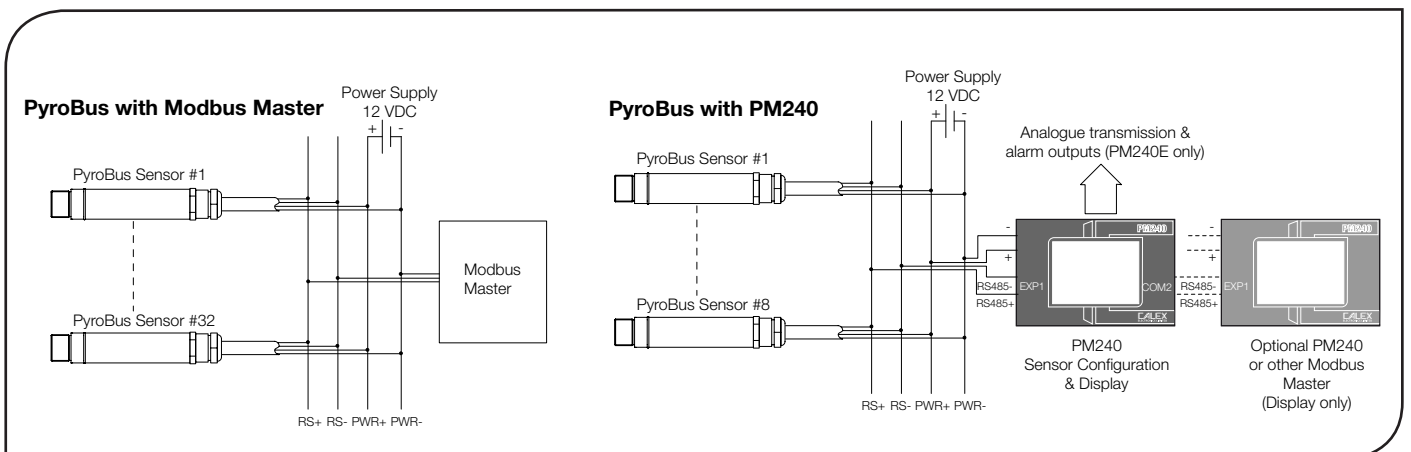 PyroBus with Modbus Master
Power Supply
12 VDC
+ -
PyroBus Sensor #1
PyroBus Sensor #32
Modbus
Master
RS+ RS- PWR+ PWR-
PyroBus with PM240
Power Supply
12 VDC
+ -
PyroBus Sensor #1
PyroBus Sensor #8
RS+ RS- PWR+ PWR-
Analogue transmission &
alarm outputs (PM240E only)
-
+
RS485-
RS485+
EXP1
PM240
COM2
CALEX
PM240
Sensor Configuration
& Display
-
+
RS485-
RS485+
EXP1
PM240
CALEX
Optional PM240
or other Modbus
Master
(Display only)